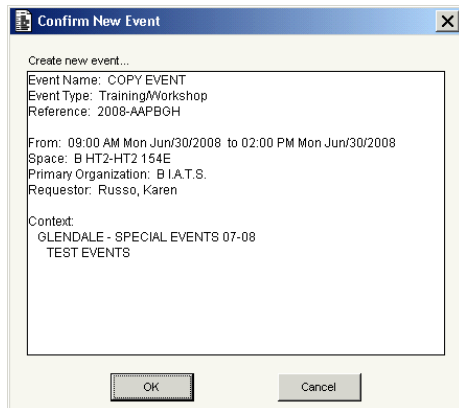 Confirm New Event
Create new event...
Event Name: COPY EVENT
Event Type: Training/Workshop
Reference: 2008-AAPBGH
From: 09:00 AM Mon Jun/30/2008 to 02:00 PM Mon Jun/30/2008
Space: B HT2-HT2 154E
Primary Organization: B I.A.T.S.
Requestor: Russo, Karen
Context:
GLENDALE - SPECIAL EVENTS 07-08
TEST EVENTS
OK Cancel